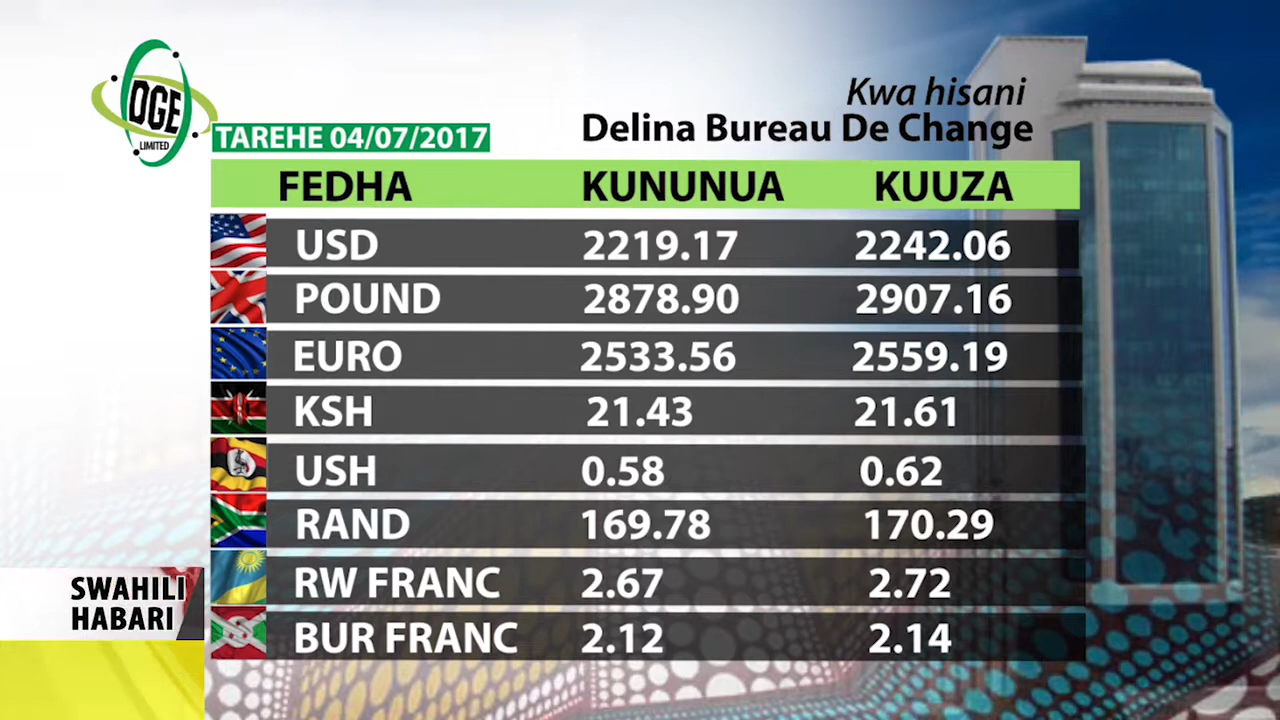 DGE
LIMITED
Kwa hisani
TAREHE 04/07/2017
Delina Bureau De Change
FEDHA KUNUNUA KUUZA
USD 2219.17 2242.06
POUND 2878.90 2907.16
EURO 2533.56 2559.19
KSH 21.43 21.61
USH 0.58 0.62
RAND 169.78 170.29
RW FRANC 2.67 2.72
BUR FRANC 2.12 2.14
SWAHILI
HABARI